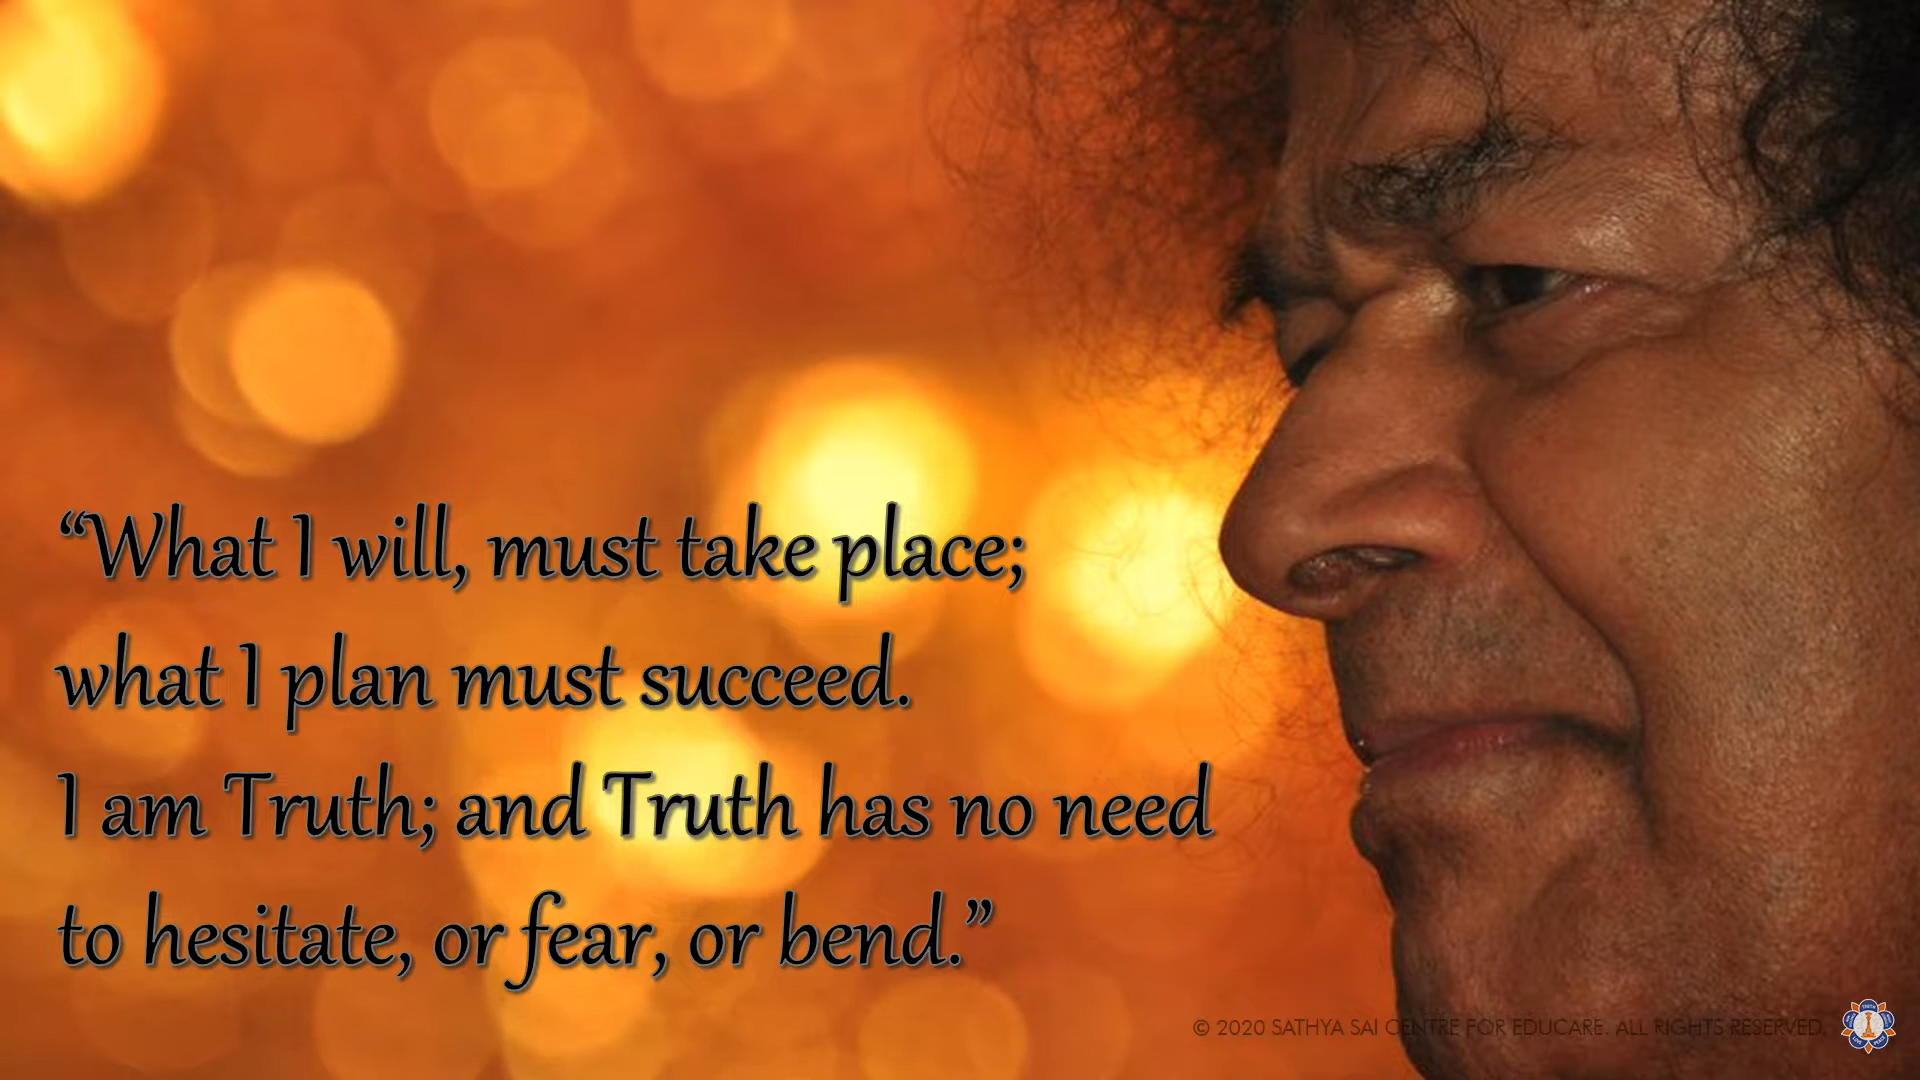 “What I will, must take place;
what I plan must succeed.
I am Truth; and Truth has no need
to hesitate, or fear, or bend.”
© 2020 SATHYA SAI CENTRE FOR EDUCARE. ALL RIGHTS RESERVED.